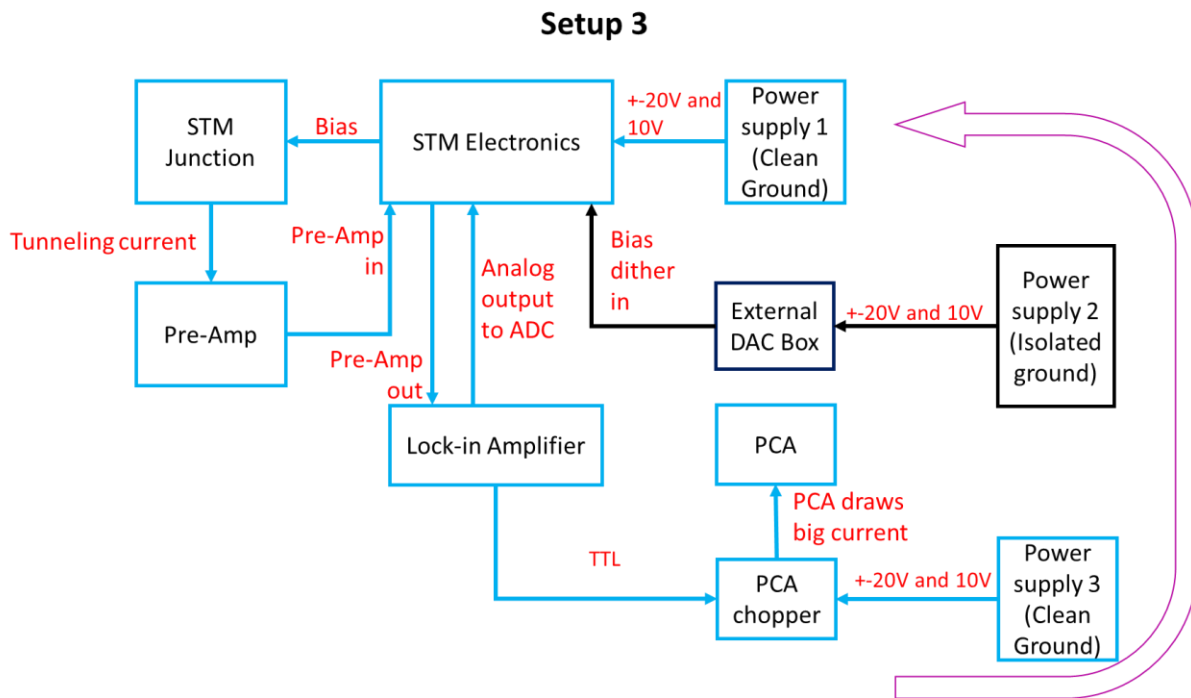 Setup 3
STM
Junction
Bias
STM Electronics
+-20V and
10V
Power
supply 1
(Clean
Ground)
Tunneling current
Pre-Amp
in
Analog
output
to ADC
Bias
dither
in
Pre-Amp
Pre-Amp
out
External
DAC Box
+-20V and 10V
Power
supply 2
(Isolated
ground)
Lock-in Amplifier
PCA
PCA draws
big current
TTL
PCA
chopper
+-20V and 10V
Power
supply 3
(Clean
Ground)